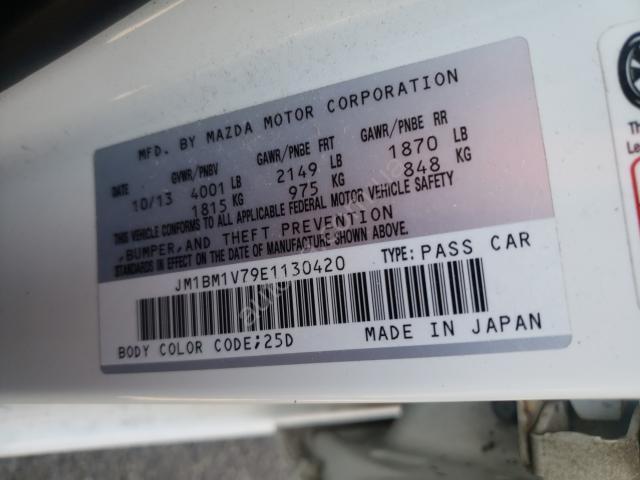 MFD. BY MAZDA MOTOR CORPORATION
DATE GVWR/PNBV GAWR/PNBE FRT GAWR/PNBE RR
10/13 4001 LB 2149 LB 1870 LB
1815 KG 975 KG 848 KG
THIS VEHICLE CONFORMS TO ALL APPLICABLE FEDERAL MOTOR VEHICLE SAFETY
,BUMPER,AND THEFT PREVENTION
STANDARDS IN EFFECT ON THE DATE OF MANUFACTURE SHOWN ABOVE.
JM1BM1V79E1130420 TYPE: PASS CAR
BODY COLOR CODE;25D MADE IN JAPAN
Th
Le